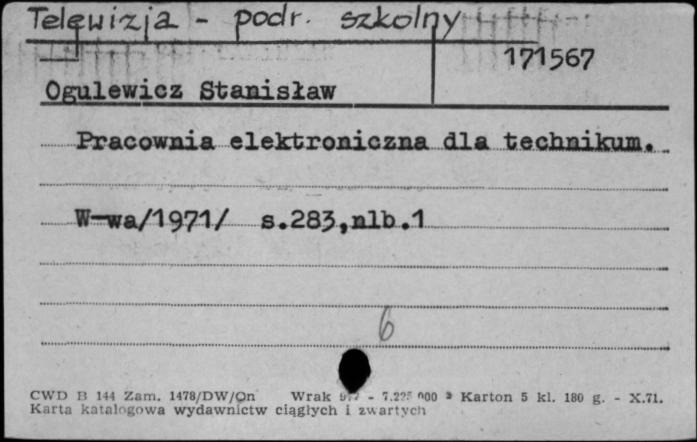 Telewizja - podr. szkolny
171567
Ogulewicz Stanisław
Pracownia elektroniczna dla technikum.
W-wa/1971/ s.283,nlb.1
6
CWD B 144 Zam. 1478/DW/Qn Wrak - Karton 5 kl. 180 g. - X.71.
Karta katalogowa wydawnictw ciągłych i zwartych